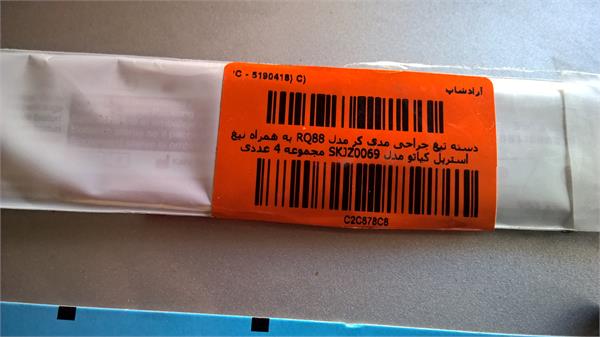 آرادشاپ
'C - 5190418) C)
دسته تیغ جراحی مدی کر مدل RQ88 به همراه تیغ
استریل کیاتو مدل SKJZ0069 مجموعه 4 عددی
C2C878C8